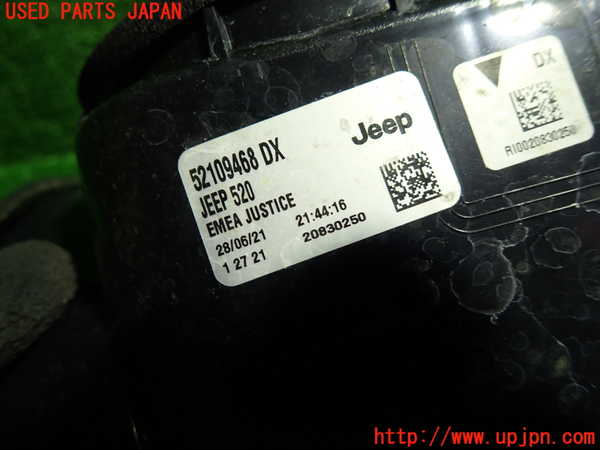 USED PARTS JAPAN
52109468 DX
Jeep
JEEP 520
EMEA JUSTICE
28/06/21 21:44:16
1 27 21 20830250
DX
R10020830250
http://www.upjpn.com/